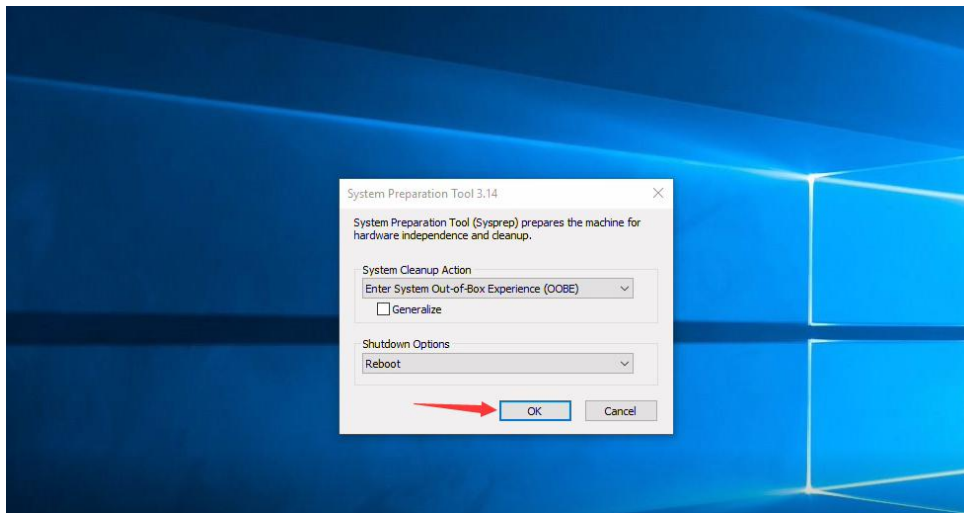 System Preparation Tool 3.14
System Preparation Tool (Sysprep) prepares the machine for
hardware independence and cleanup.
System Cleanup Action
Enter System Out-of-Box Experience (OOBE)
Generalize
Shutdown Options
Reboot
OK Cancel